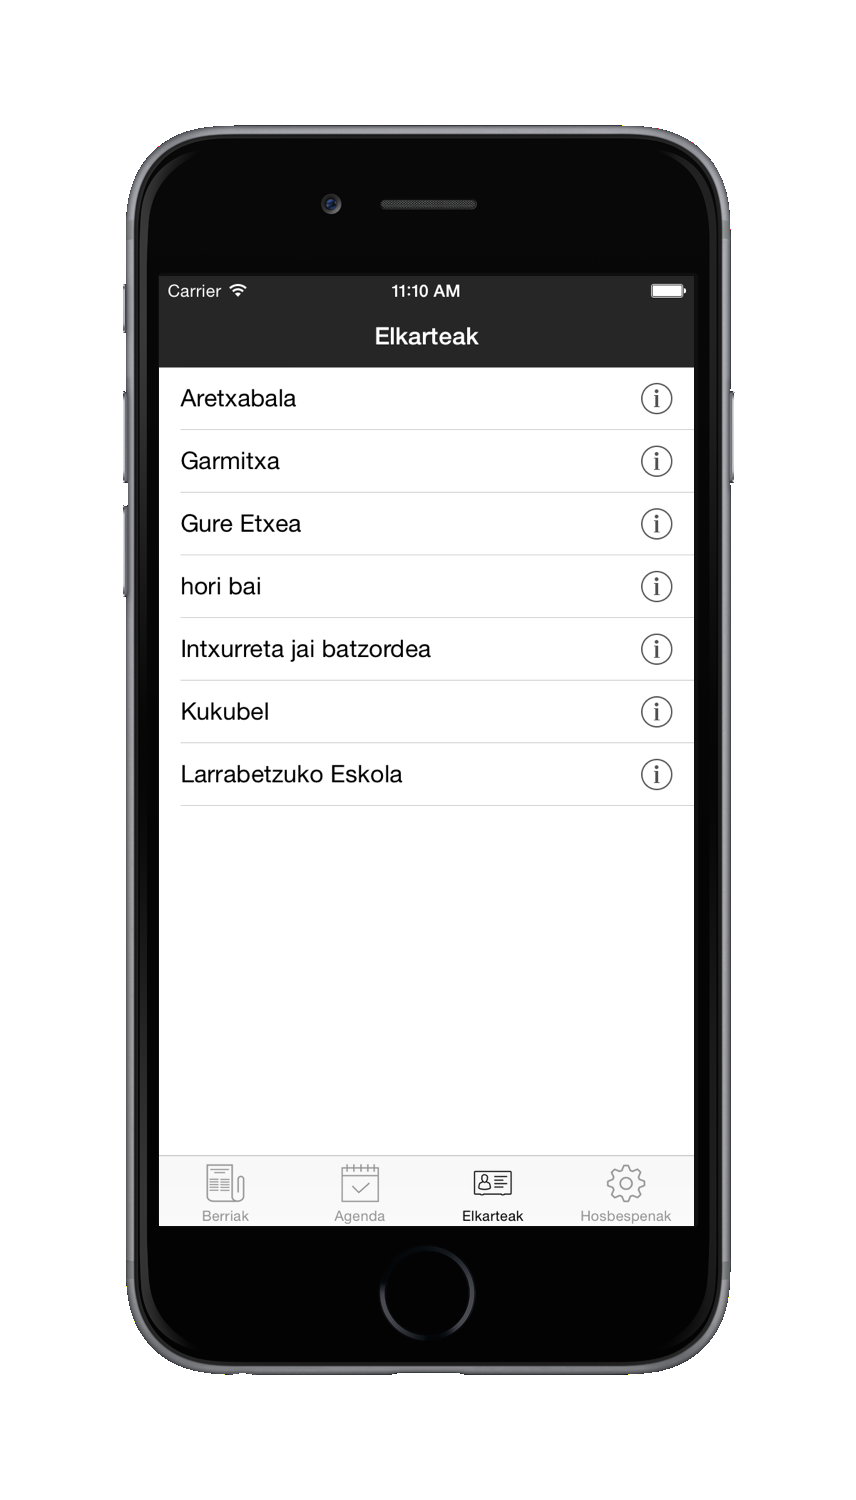 Carrier 11:10 AM
Elkarteak
Aretxabala
Garmitxa
Gure Etxea
hori bai
Intxurreta jai batzordea
Kukubel
Larrabetzuko Eskola
Berriak Agenda Elkarteak Hosbespenak